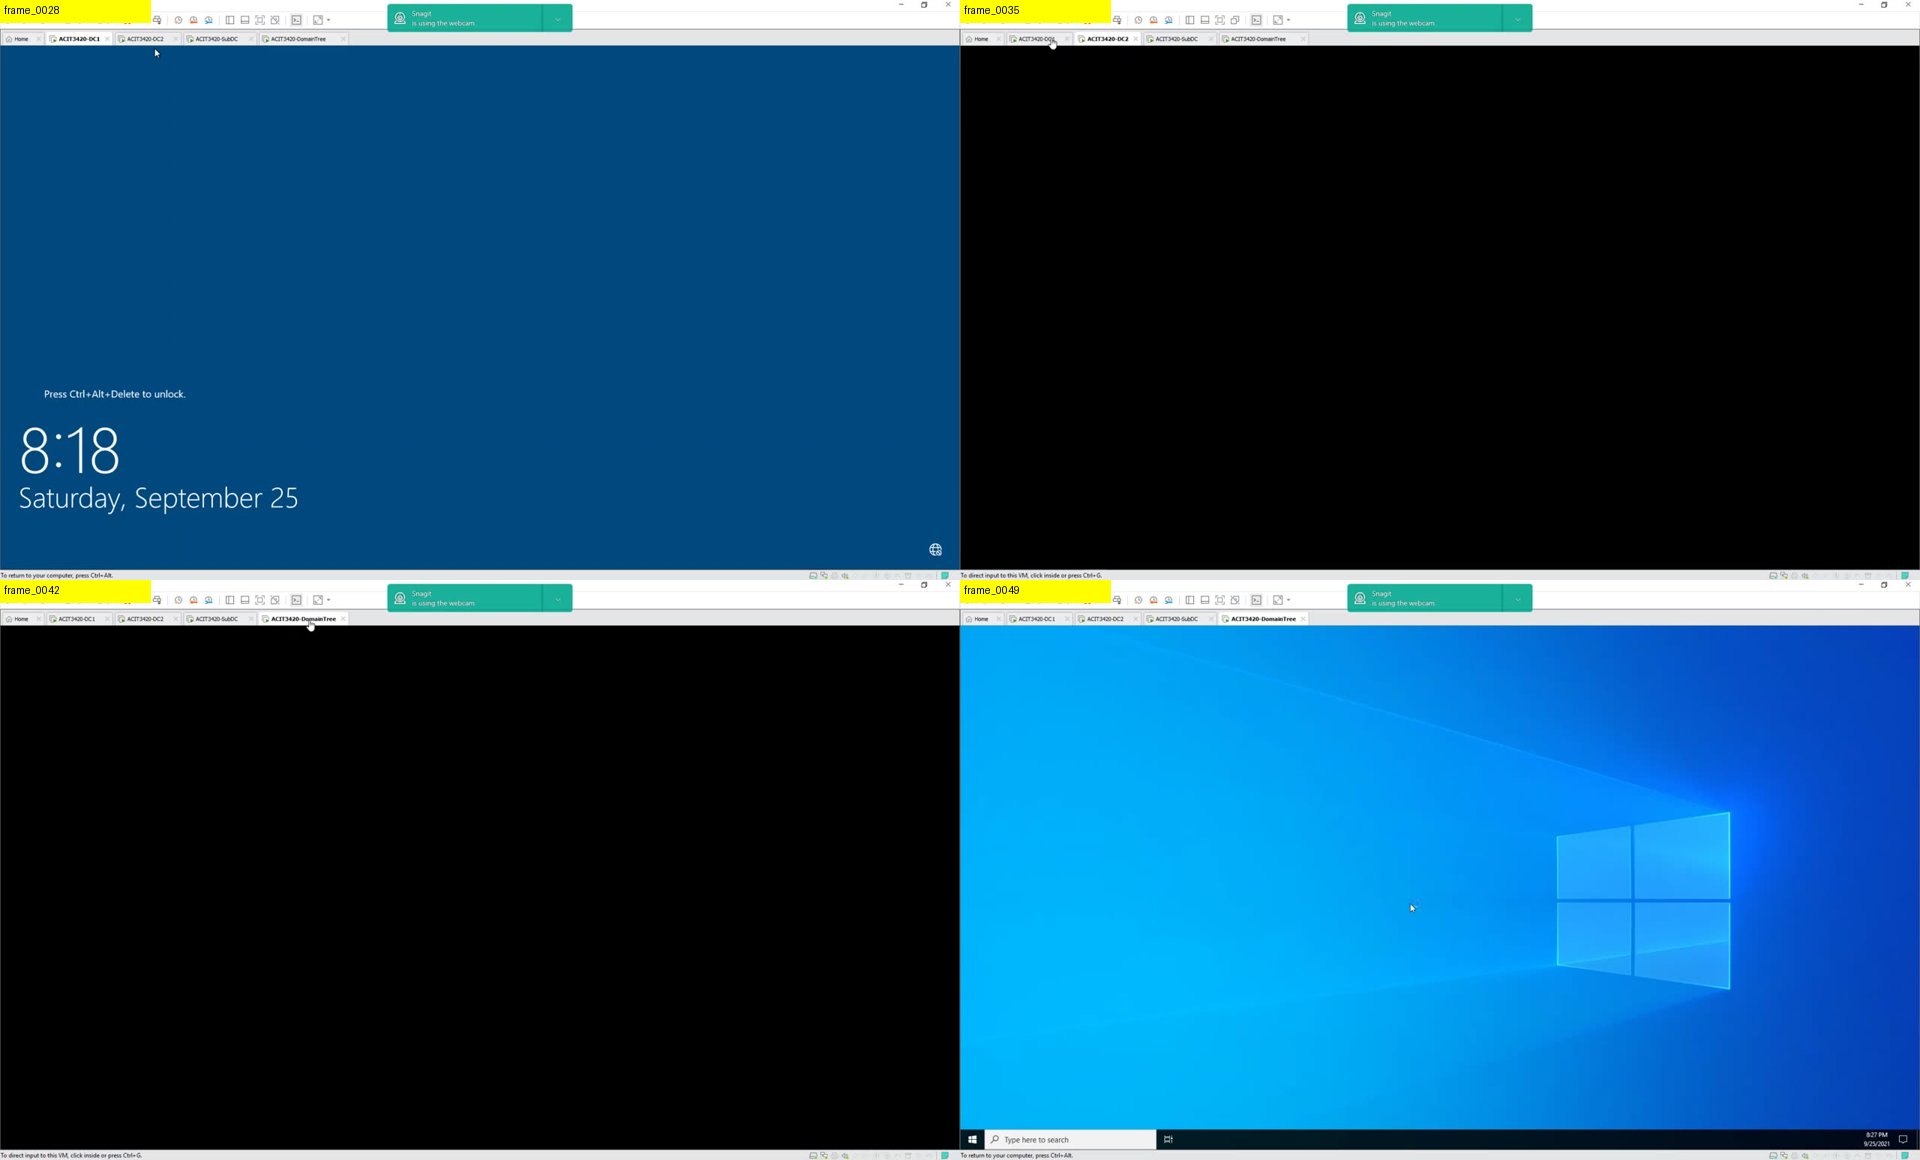 frame_0028
Snagit
is using the webcam
Home
ACIT3420-DC1
ACIT3420-DC2
ACIT3420-SubDC
ACIT3420-DomainTree
Press Ctrl+Alt+Delete to unlock.
8:18
Saturday, September 25
To return to your computer, press Ctrl+Alt.
frame_0035
Snagit
is using the webcam
Home
ACIT3420-DC2
ACIT3420-SubDC
ACIT3420-DomainTree
To direct input to this VM, click inside or press Ctrl+G.
frame_0042
Snagit
is using the webcam
Home
ACIT3420-DC1
ACIT3420-DC2
ACIT3420-SubDC
ACIT3420-DomainTree
To direct input to this VM, click inside or press Ctrl+G.
frame_0049
Snagit
is using the webcam
Home
ACIT3420-DC1
ACIT3420-DC2
ACIT3420-SubDC
ACIT3420-DomainTree
Type here to search
8:27 PM
9/25/2021
To return to your computer, press Ctrl+Alt.